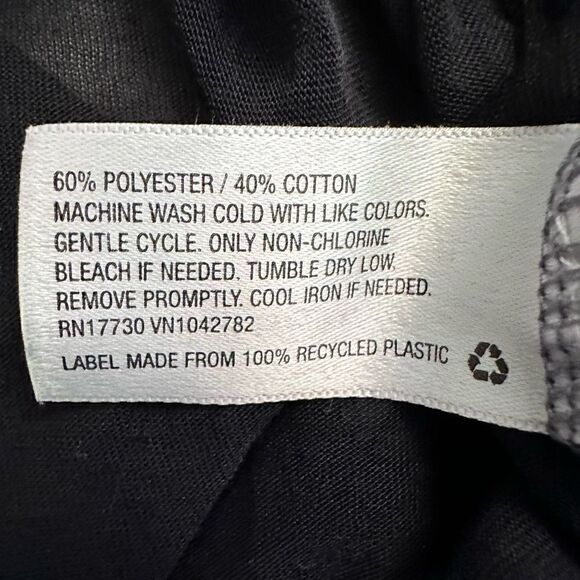 60% POLYESTER / 40% COTTON
MACHINE WASH COLD WITH LIKE COLORS.
GENTLE CYCLE. ONLY NON-CHLORINE
BLEACH IF NEEDED. TUMBLE DRY LOW,
REMOVE PROMPTLY. COOL IRON IF NEEDED.
RN17730 VN1042782
LABEL MADE FROM 100% RECYCLED PLASTIC